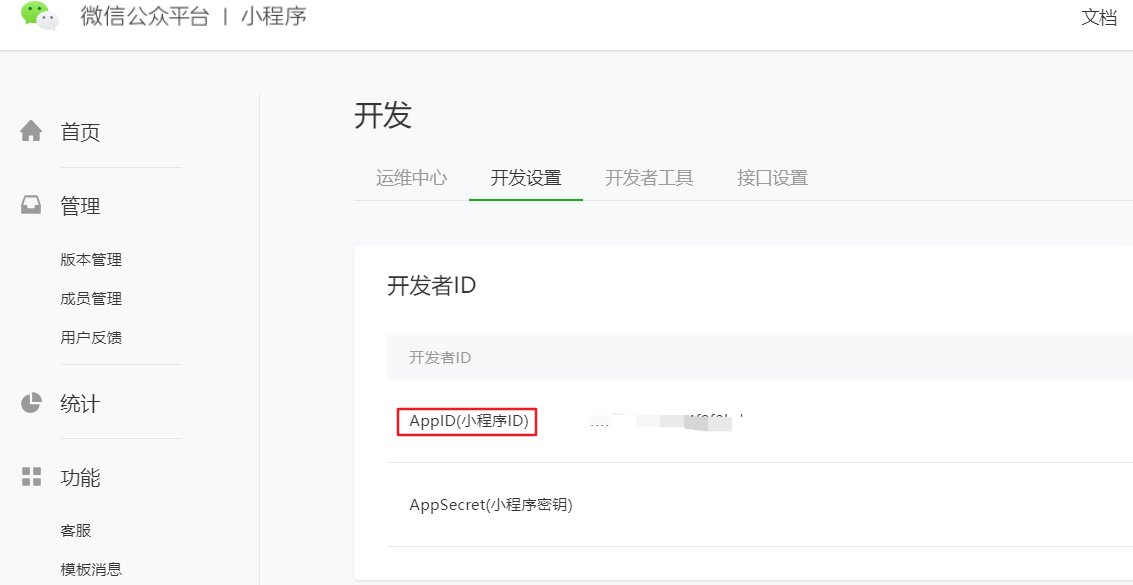 微信公众平台 | 小程序
文档
首页
管理
版本管理
成员管理
用户反馈
统计
功能
客服
模板消息
开发
运维中心 开发设置 开发者工具 接口设置
开发者ID
开发者ID
AppID(小程序ID)
AppSecret(小程序密钥)